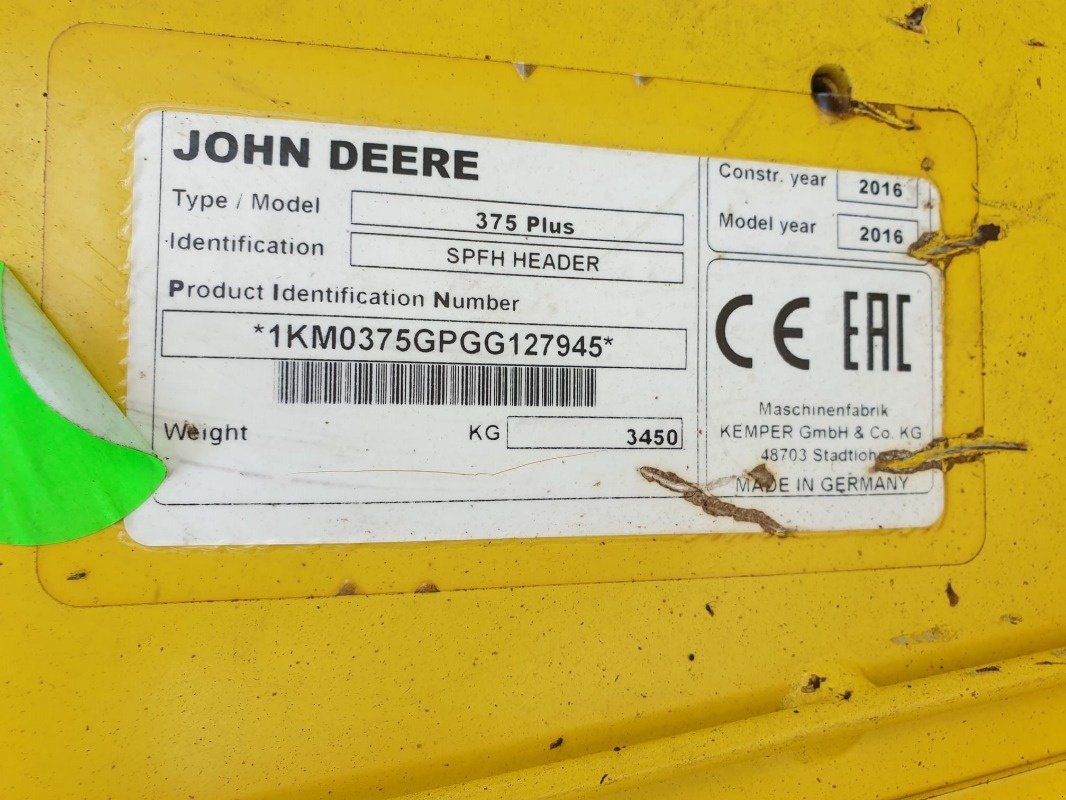 JOHN DEERE
Type / Model 375 Plus
Identification SPFH HEADER
Product Identification Number
*1KM0375GPGG127945*
Weight KG 3450
Constr. year 2016
Model year 2016
CE EAC
Maschinenfabrik
KEMPER GmbH & Co. KG
48703
MADE IN GERMANY